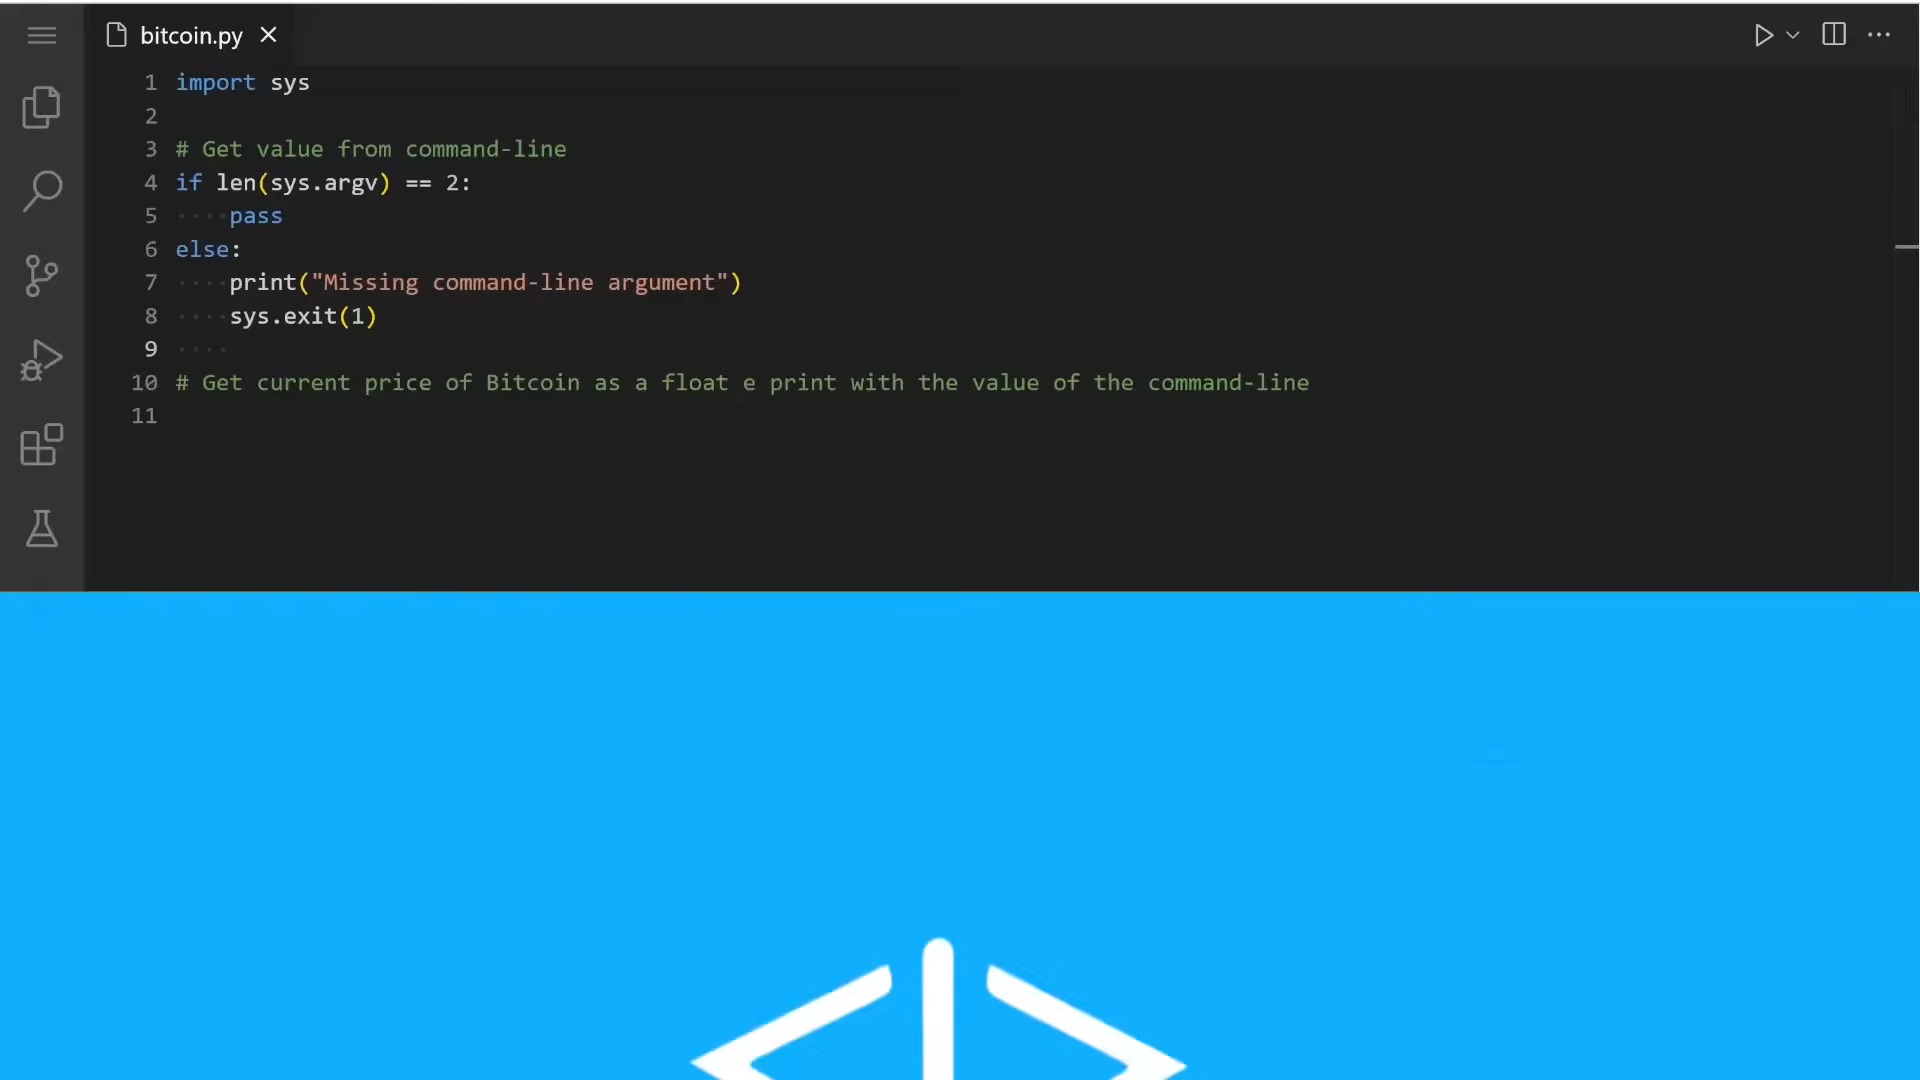 bitcoin.py
1 import sys
2
3 # Get value from command-line
4 if len(sys.argv) == 2:
5 ····pass
6 else:
7 ····print("Missing command-line argument")
8 ····sys.exit(1)
9 ····
10 # Get current price of Bitcoin as a float e print with the value of the command-line
11